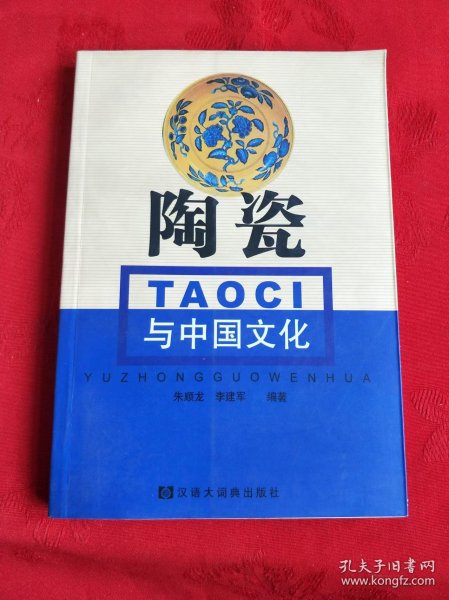 陶瓷
TAOCI
与中国文化
YUZHONGGUOWENHUA
朱顺龙 李建军 编著
汉语大词典出版社
孔夫子旧书网
www.kongfz.com